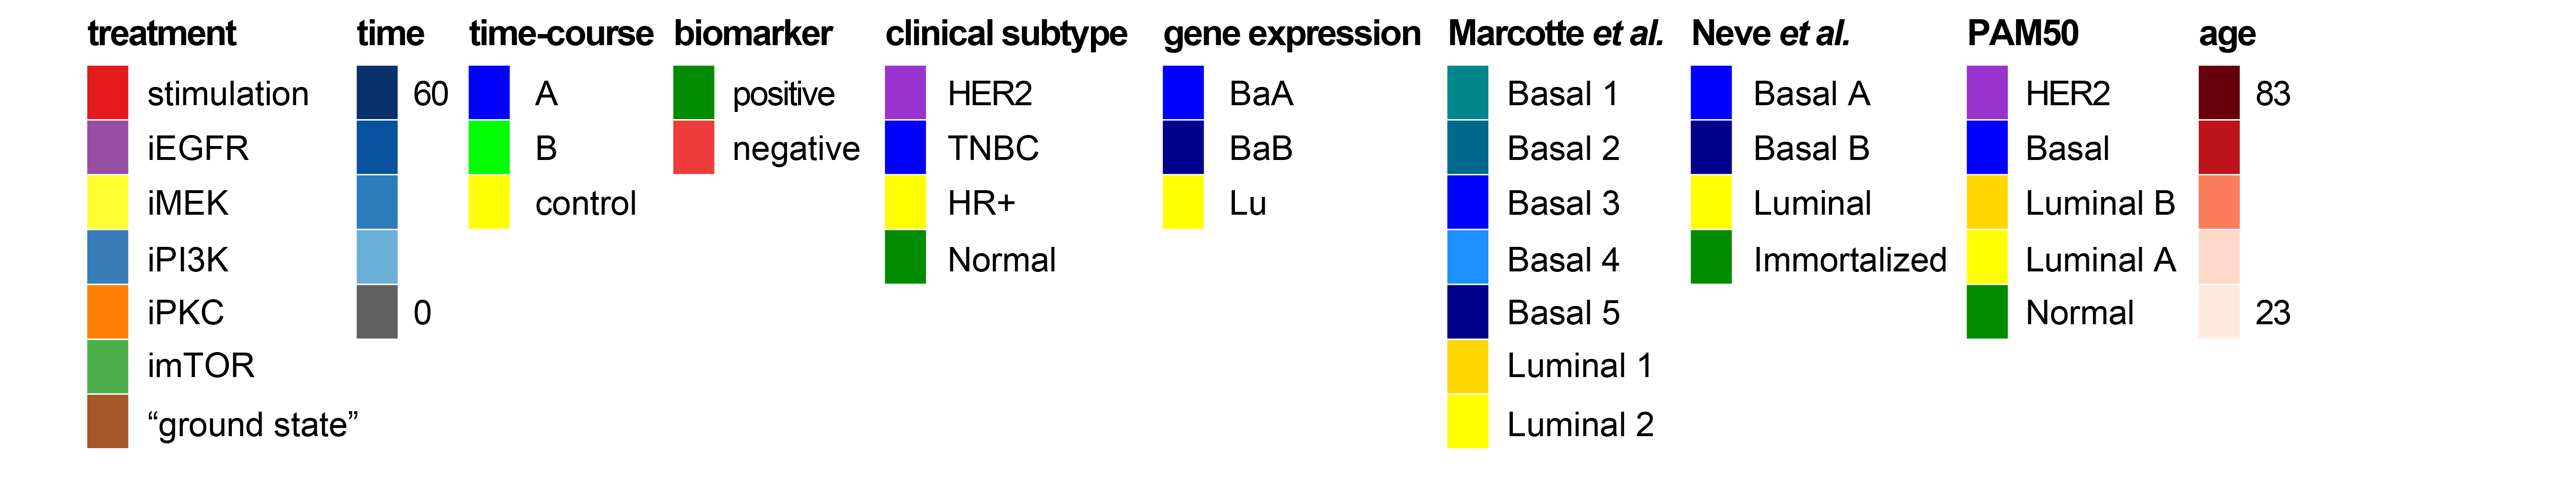 treatment
stimulation
iEGFR
iMEK
iPI3K
iPKC
imTOR
“ground state”
time
60
0
time-course
A
B
control
biomarker
positive
negative
clinical subtype
HER2
TNBC
HR+
Normal
gene expression
BaA
BaB
Lu
Marcotte et al.
Basal 1
Basal 2
Basal 3
Basal 4
Basal 5
Luminal 1
Luminal 2
Neve et al.
Basal A
Basal B
Luminal
Immortalized
PAM50
HER2
Basal
Luminal B
Luminal A
Normal
age
83
23